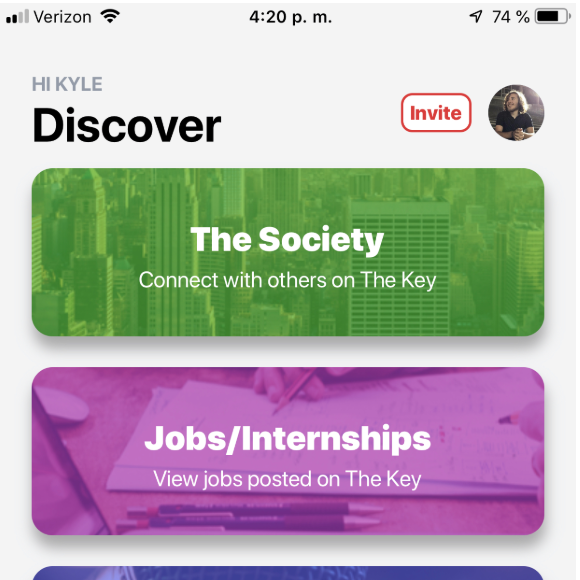 Verizon 4:20 p. m. 74 %
HI KYLE
Discover
Invite
The Society
Connect with others on The Key
Jobs/Internships
View jobs posted on The Key